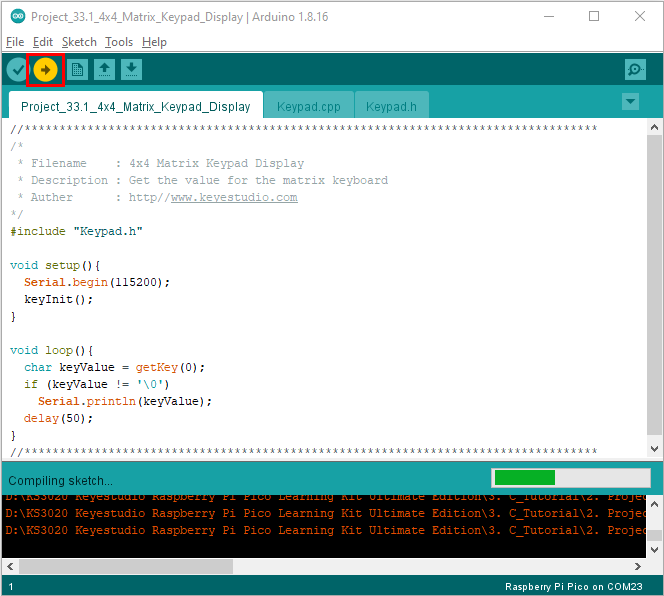 Project_33.1_4x4_Matrix_Keypad_Display | Arduino 1.8.16
File Edit Sketch Tools Help
Project_33.1_4x4_Matrix_Keypad_Display Keypad.cpp Keypad.h
//**********************************************************************************
/*
 * Filename    : 4x4 Matrix Keypad Display
 * Description : Get the value for the matrix keyboard
 * Auther      : http//www.keyestudio.com
*/
#include "Keypad.h"
void setup(){
  Serial.begin(115200);
  keyInit();
}
void loop(){
  char keyValue = getKey(0);
  if (keyValue != '\0')
    Serial.println(keyValue);
  delay(50);
}
//**********************************************************************************
Compiling sketch...
D:\KS3020 Keyestudio Raspberry Pi Pico Learning Kit Ultimate Edition\3. C_Tutorial\2. Projec
D:\KS3020 Keyestudio Raspberry Pi Pico Learning Kit Ultimate Edition\3. C_Tutorial\2. Projec
D:\KS3020 Keyestudio Raspberry Pi Pico Learning Kit Ultimate Edition\3. C_Tutorial\2. Projec
1 Raspberry Pi Pico on COM23